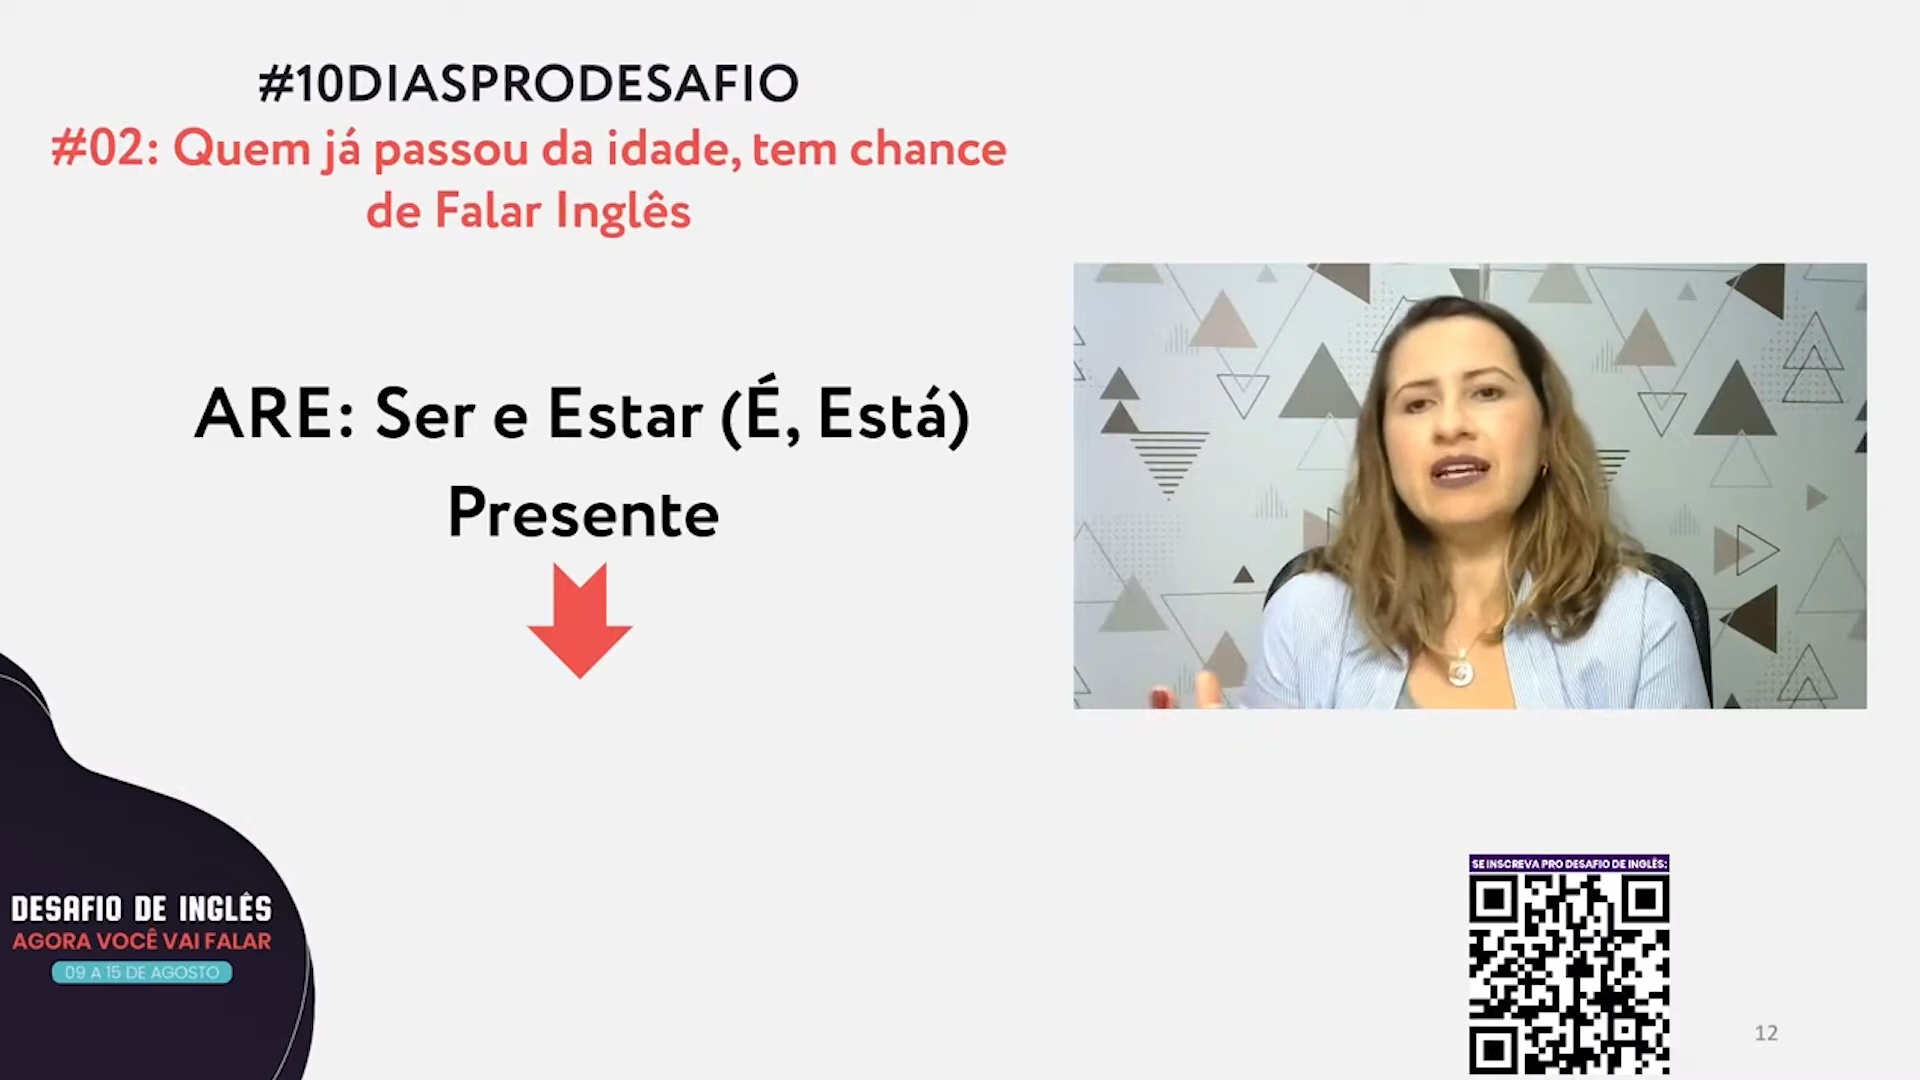 #10DIASPRODESAFIO
#02: Quem já passou da idade, tem chance
de Falar Inglês
ARE: Ser e Estar (É, Está)
Presente
DESAFIO DE INGLÊS
AGORA VOCÊ VAI FALAR
09 A 15 DE AGOSTO
SE INSCREVA PRO DESAFIO DE INGLÊS:
12